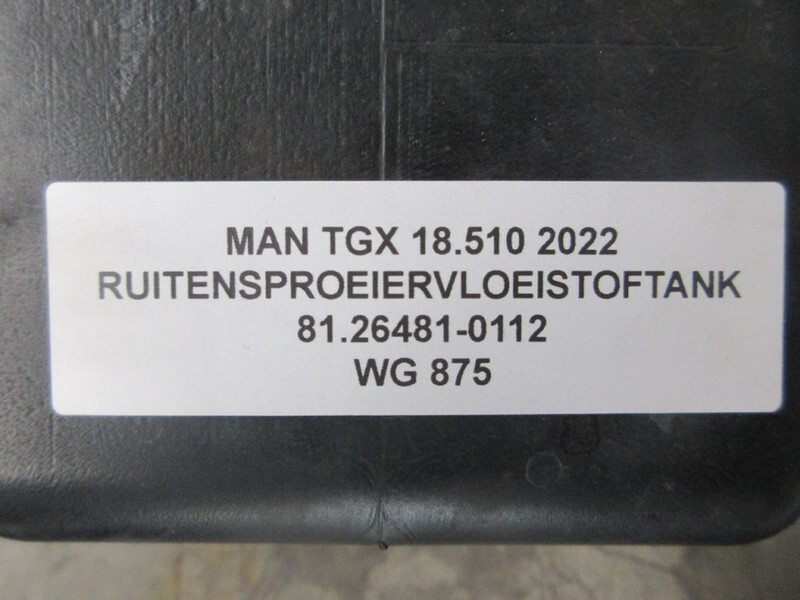 MAN TGX 18.510 2022
RUITENSPROEIERVLOEISTOFTANK
81.26481-0112
WG 875